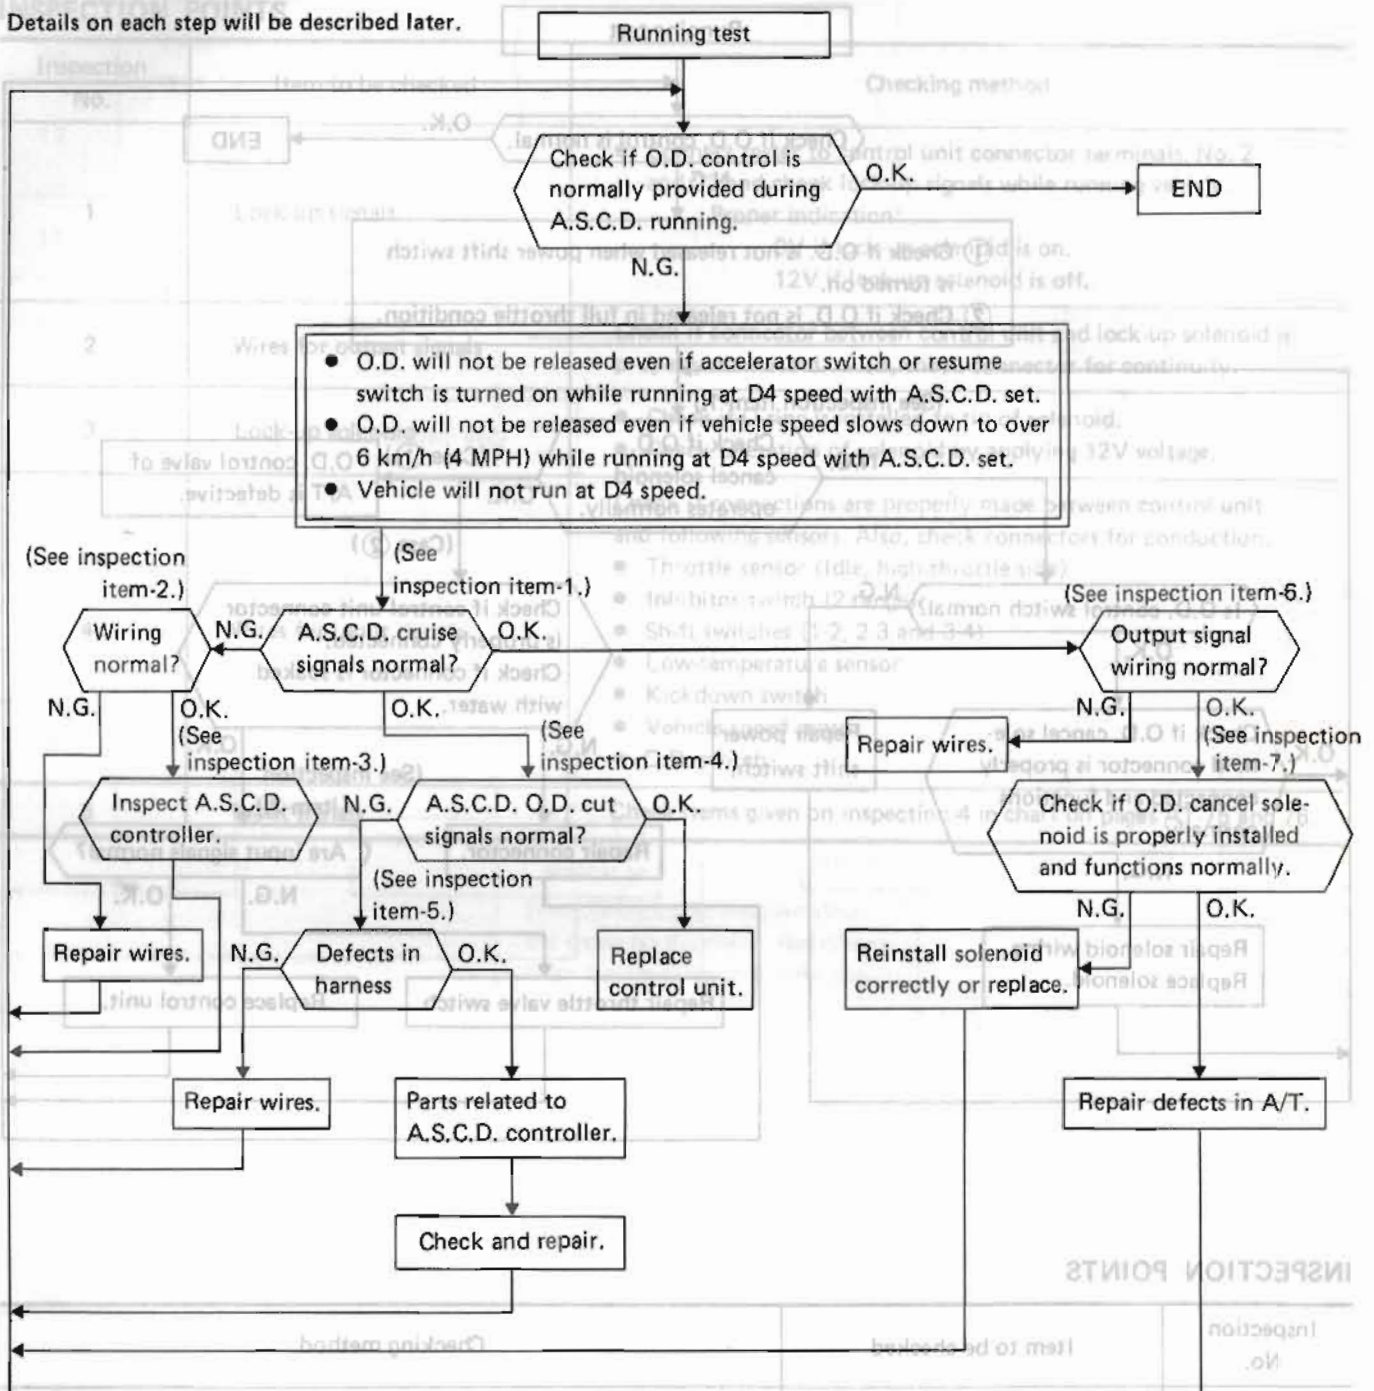 Details on each step will be described later.
Running test
Check if O.D. control is
normally provided during
A.S.C.D. running.
O.K.
END
N.G.
● O.D. will not be released even if accelerator switch or resume
switch is turned on while running at D4 speed with A.S.C.D. set.
● O.D. will not be released even if vehicle speed slows down to over
6 km/h (4 MPH) while running at D4 speed with A.S.C.D. set.
● Vehicle will not run at D4 speed.
(See inspection
item-2.)
(See
inspection item-1.)
(See inspection item-6.)
Wiring
normal?
N.G.
A.S.C.D. cruise
signals normal?
O.K.
Output signal
wiring normal?
N.G.
O.K.
(See
inspection item-3.)
O.K.
(See
inspection item-4.)
N.G.
Repair wires.
O.K.
(See inspection
item-7.)
Inspect A.S.C.D.
controller.
N.G.
A.S.C.D. O.D. cut
signals normal?
O.K.
Check if O.D. cancel sole-
noid is properly installed
and functions normally.
(See inspection
item-5.)
N.G.
O.K.
Repair wires.
N.G.
Defects in
harness
O.K.
Replace
control unit.
Reinstall solenoid
correctly or replace.
Repair wires.
Parts related to
A.S.C.D. controller.
Repair defects in A/T.
Check and repair.